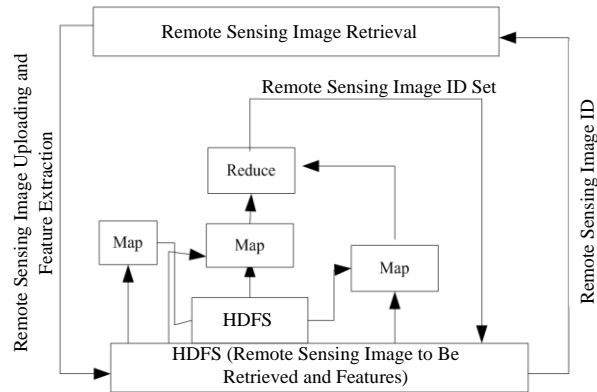 Remote Sensing Image Retrieval
Remote Sensing Image Uploading and
Feature Extraction
Remote Sensing Image ID Set
Remote Sensing Image ID
Reduce
Map
Map
Map
HDFS
HDFS (Remote Sensing Image to Be
Retrieved and Features)